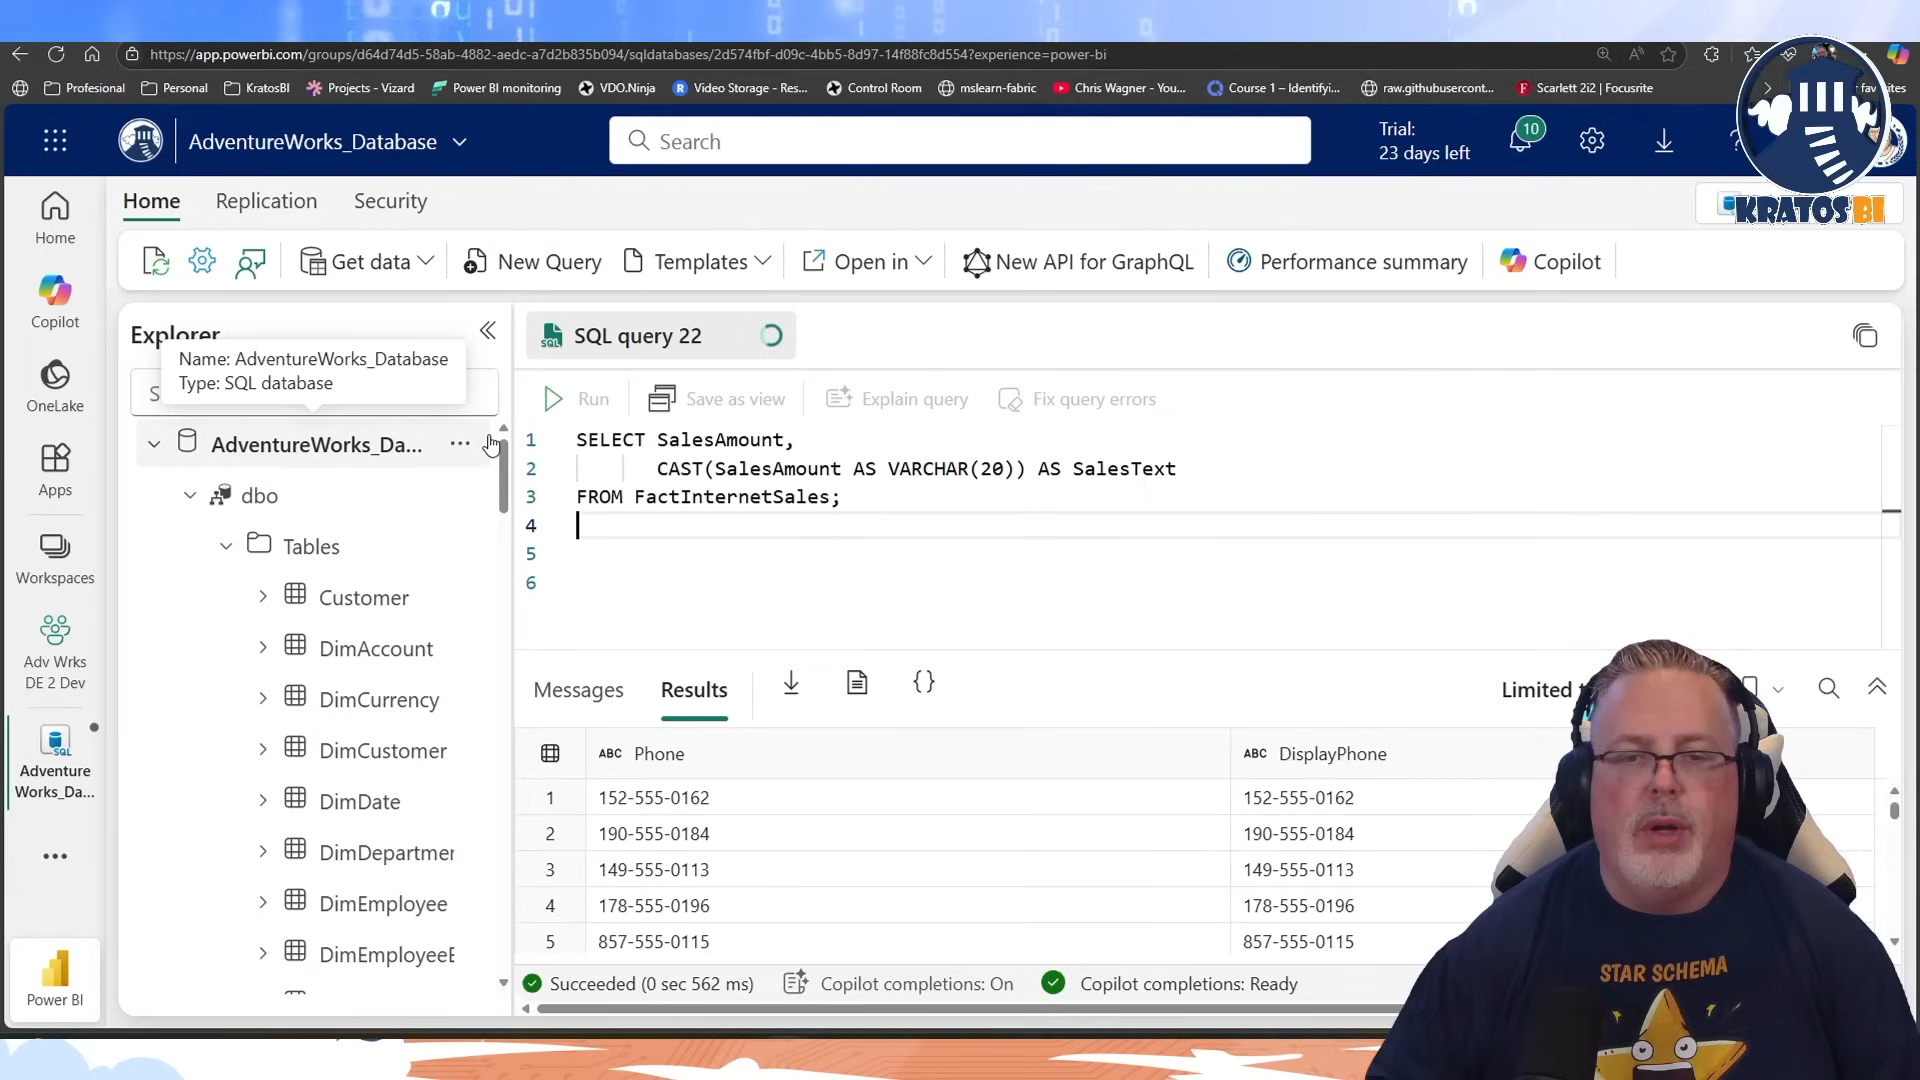 https://app.powerbi.com/groups/d64d74d5-58ab-4882-aedc-a7d2b835b094/sqldatabases/2d574fbf-d09c-4bb5-8d97-14f88fc8d554?experience=power-bi
Profesional Personal KratosBI Projects - Vizard Power BI monitoring VDO.Ninja Video Storage - Res... Control Room mslearn-fabric Chris Wagner - You... Course 1 – Identifyi... raw.githubusercont... Scarlett 2i2 | Focusrite
AdventureWorks_Database
Search
Trial:
23 days left
10
KRATOS BI
Home Replication Security
Get data New Query Templates Open in New API for GraphQL Performance summary Copilot
Home
Copilot
OneLake
Apps
Workspaces
Adv Wrks
DE 2 Dev
SQL
Adventure
Works_Da...
Power BI
Explorer
Name: AdventureWorks_Database
Type: SQL database
AdventureWorks_Da...
dbo
Tables
Customer
DimAccount
DimCurrency
DimCustomer
DimDate
DimDepartmer
DimEmployee
DimEmployeeE
SQL query 22
Run Save as view Explain query Fix query errors
1 SELECT SalesAmount,
2 CAST(SalesAmount AS VARCHAR(20)) AS SalesText
3 FROM FactInternetSales;
4
5
6
Messages Results Limited
ABC Phone ABC DisplayPhone
1 152-555-0162 152-555-0162
2 190-555-0184 190-555-0184
3 149-555-0113 149-555-0113
4 178-555-0196 178-555-0196
5 857-555-0115 857-555-0115
Succeeded (0 sec 562 ms) Copilot completions: On Copilot completions: Ready
STAR SCHEMA